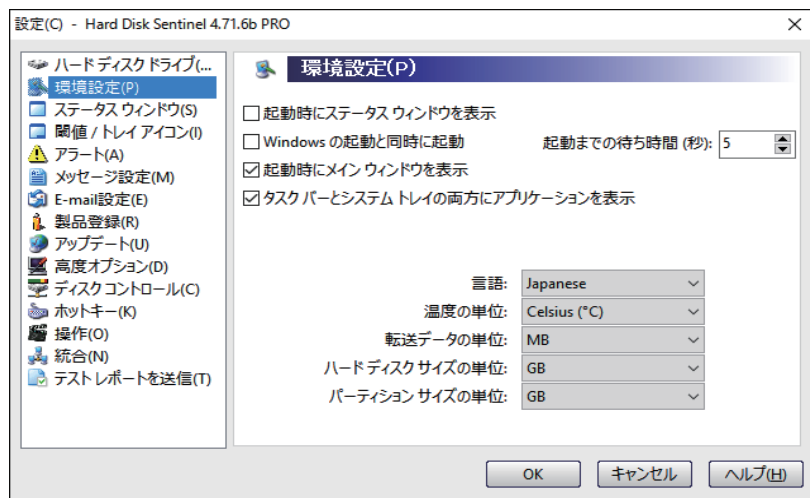 設定(C) - Hard Disk Sentinel 4.71.6b PRO
ハード ディスク ドライブ(...
環境設定(P)
ステータス ウィンドウ(S)
閾値 / トレイ アイコン(I)
アラート(A)
メッセージ設定(M)
E-mail設定(E)
製品登録(R)
アップデート(U)
高度オプション(D)
ディスク コントロール(C)
ホットキー(K)
操作(O)
統合(N)
テスト レポートを送信(T)
環境設定(P)
起動時にステータス ウィンドウを表示
Windows の起動と同時に起動 起動までの待ち時間 (秒): 5
起動時にメイン ウィンドウを表示
タスク バーとシステム トレイの両方にアプリケーションを表示
言語: Japanese
温度の単位: Celsius (°C)
転送データの単位: MB
ハード ディスク サイズの単位: GB
パーティション サイズの単位: GB
OK キャンセル ヘルプ(H)